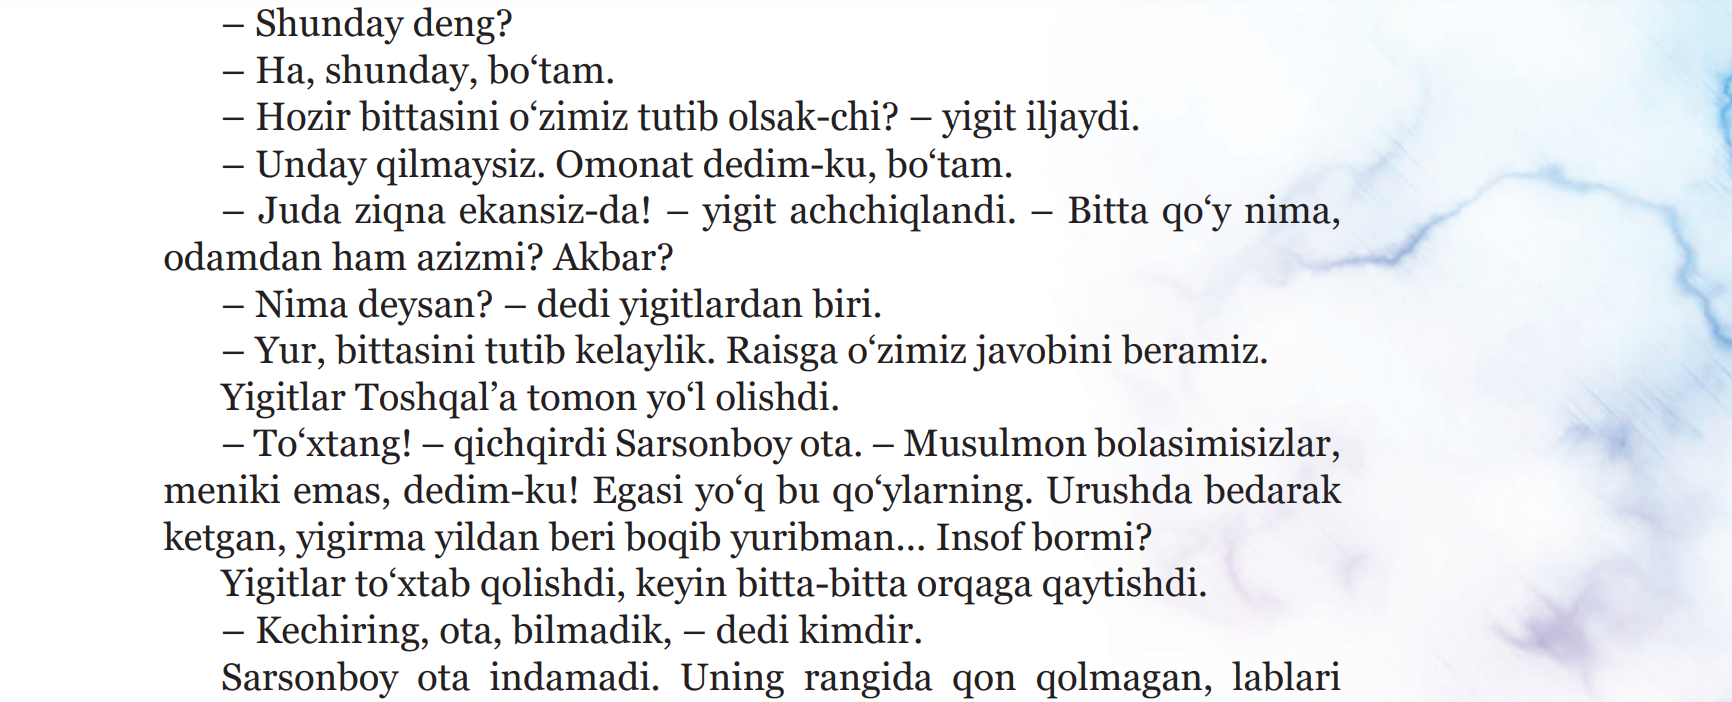 – Shunday deng?
– Ha, shunday, bo‘tam.
– Hozir bittasini o‘zimiz tutib olsak-chi? – yigit iljaydi.
– Unday qilmaysiz. Omonat dedim-ku, bo‘tam.
– Juda ziqna ekansiz-da! – yigit achchiqlandi. – Bitta qo‘y nima,
odamdan ham azizmi? Akbar?
– Nima deysan? – dedi yigitlardan biri.
– Yur, bittasini tutib kelaylik. Raisga o‘zimiz javobini beramiz.
Yigitlar Toshqal’a tomon yo‘l olishdi.
– To‘xtang! – qichqirdi Sarsonboy ota. – Musulmon bolasimisizlar,
meniki emas, dedim-ku! Egasi yo‘q bu qo‘ylarning. Urushda bedarak
ketgan, yigirma yildan beri boqib yuribman... Insof bormi?
Yigitlar to‘xtab qolishdi, keyin bitta-bitta orqaga qaytishdi.
– Kechiring, ota, bilmadik, – dedi kimdir.
Sarsonboy ota indamadi. Uning rangida qon qolmagan, lablari